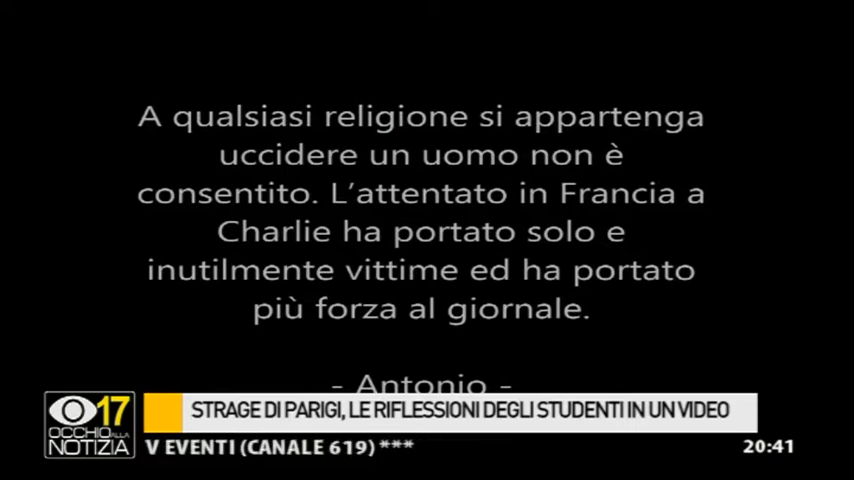 A qualsiasi religione si appartenga
uccidere un uomo non è
consentito. L'attentato in Francia a
Charlie ha portato solo e
inutilmente vittime ed ha portato
più forza al giornale.
- Antonio -
17
OCCHIO ALLA
NOTIZIA
STRAGE DI PARIGI, LE RIFLESSIONI DEGLI STUDENTI IN UN VIDEO
V EVENTI (CANALE 619) ***
20:41